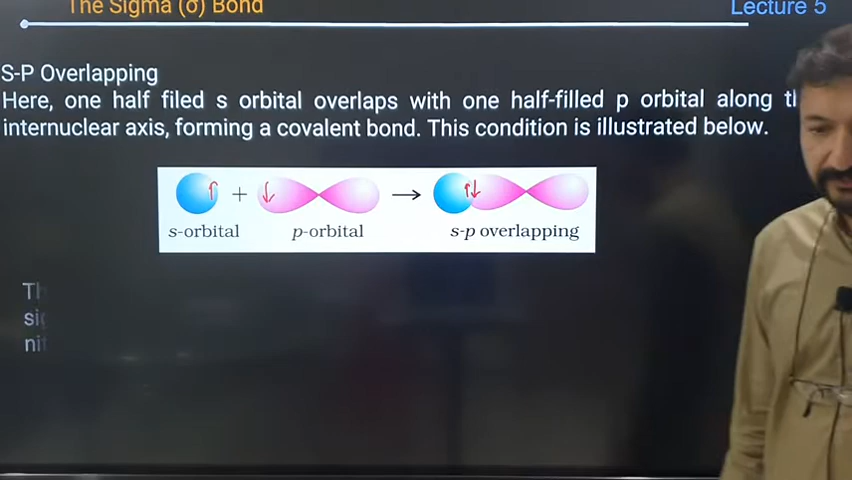 The Sigma (σ) Bond
Lecture 5
S-P Overlapping
Here, one half filed s orbital overlaps with one half-filled p orbital along
internuclear axis, forming a covalent bond. This condition is illustrated below.
↑ + ↓ → ↑↓
s-orbital p-orbital s-p overlapping